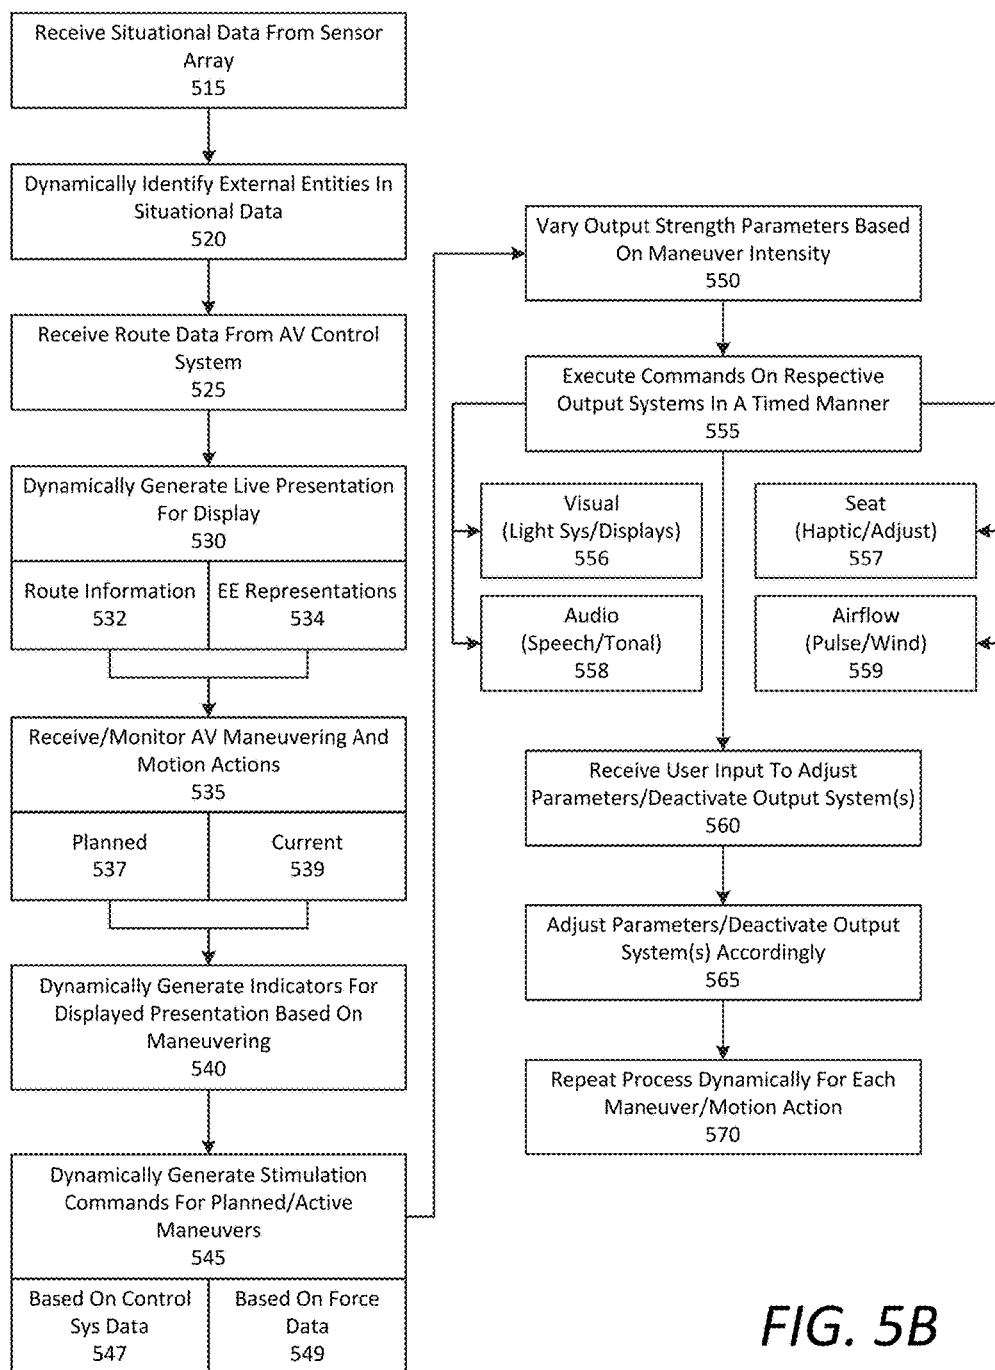 Receive Situational Data From Sensor
Array
515
Dynamically Identify External Entities In
Situational Data
520
Receive Route Data From AV Control
System
525
Dynamically Generate Live Presentation
For Display
530
Route Information
532
EE Representations
534
Receive/Monitor AV Maneuvering And
Motion Actions
535
Planned
537
Current
539
Dynamically Generate Indicators For
Displayed Presentation Based On
Maneuvering
540
Dynamically Generate Stimulation
Commands For Planned/Active
Maneuvers
545
Based On Control
Sys Data
547
Based On Force
Data
549
Vary Output Strength Parameters Based
On Maneuver Intensity
550
Execute Commands On Respective
Output Systems In A Timed Manner
555
Visual
(Light Sys/Displays)
556
Seat
(Haptic/Adjust)
557
Audio
(Speech/Tonal)
558
Airflow
(Pulse/Wind)
559
Receive User Input To Adjust
Parameters/Deactivate Output System(s)
560
Adjust Parameters/Deactivate Output
System(s) Accordingly
565
Repeat Process Dynamically For Each
Maneuver/Motion Action
570
FIG. 5B